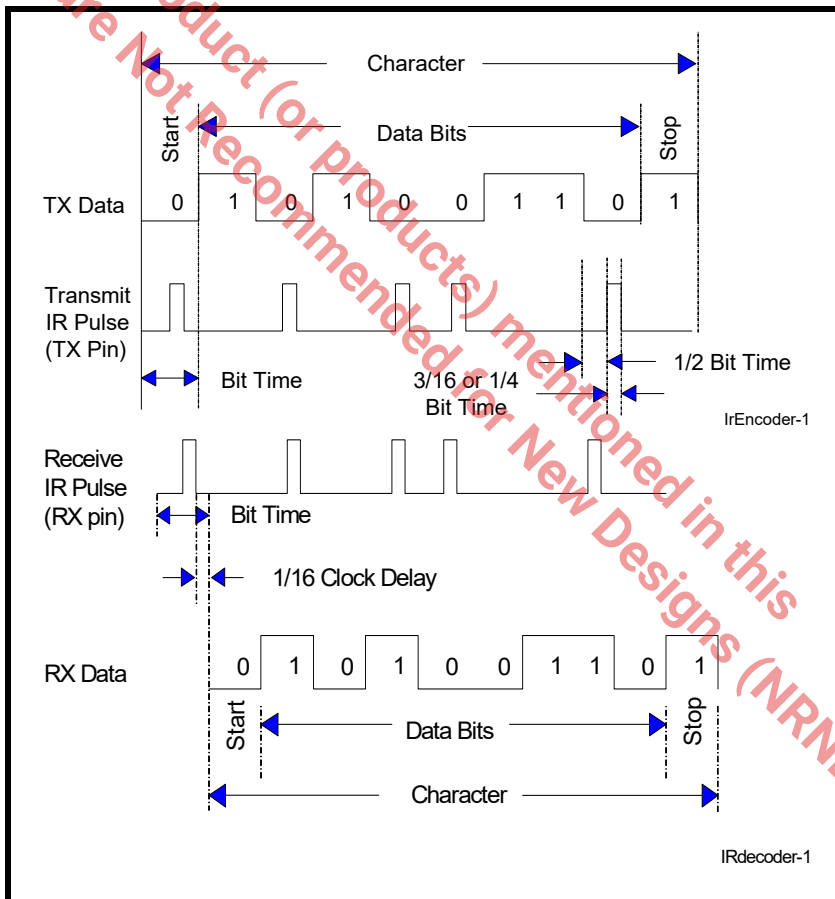 Character
Start
Data Bits
Stop
TX Data
0 1 0 1 0 0 1 1 0 1
Transmit
IR Pulse
(TX Pin)
Bit Time
3/16 or 1/4
Bit Time
1/2 Bit Time
IrEncoder-1
Receive
IR Pulse
(RX pin)
Bit Time
1/16 Clock Delay
RX Data
0 1 0 1 0 0 1 1 0 1
Start
Data Bits
Stop
Character
IRdecoder-1
oduct (or products) mentioned in this
are Not Recommended for New Designs (NRN